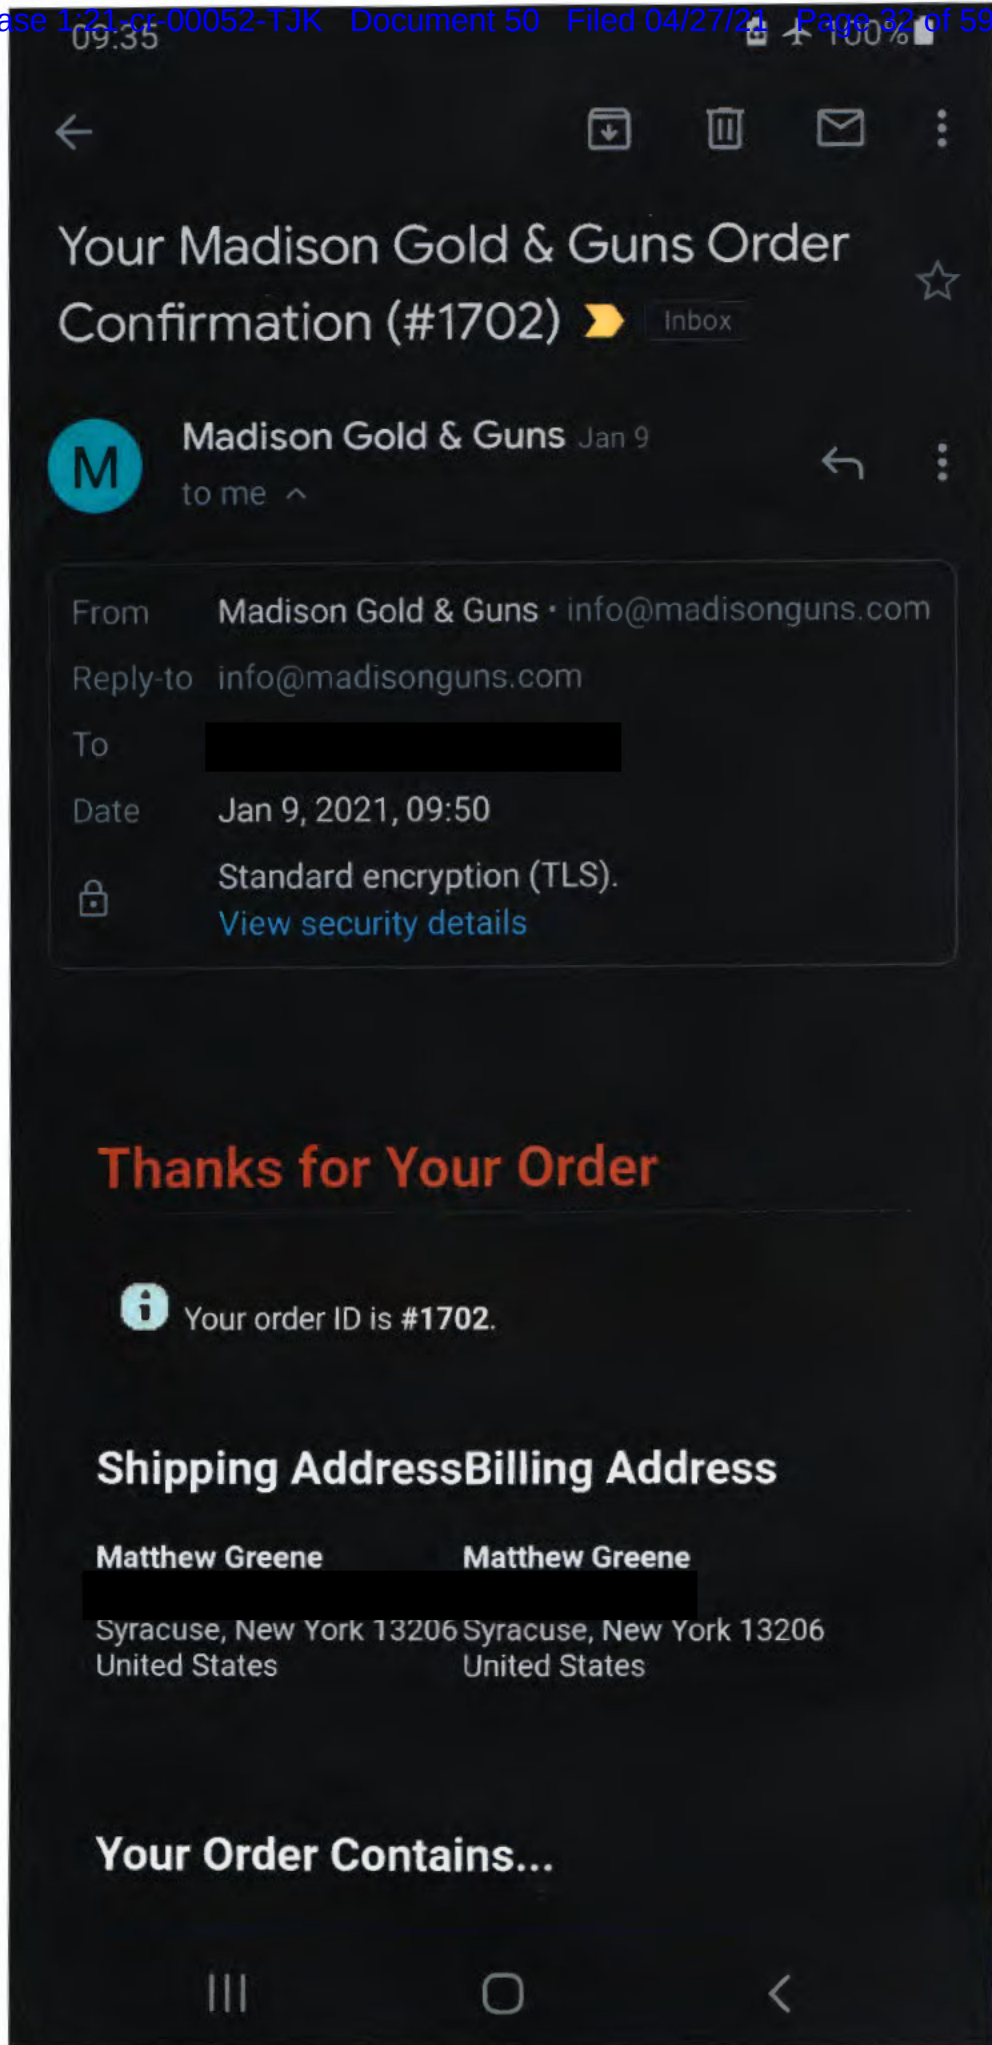 ase 1:21-cr-00052-TJK Document 50 Filed 04/27/21 Page 32 of 59
09:35 100%
Your Madison Gold & Guns Order
Confirmation (#1702) Inbox
M
Madison Gold & Guns Jan 9
to me
From Madison Gold & Guns • info@madisonguns.com
Reply-to info@madisonguns.com
To
Date Jan 9, 2021, 09:50
Standard encryption (TLS).
View security details
Thanks for Your Order
Your order ID is #1702.
Shipping Address Billing Address
Matthew Greene Matthew Greene
Syracuse, New York 13206 Syracuse, New York 13206
United States United States
Your Order Contains...